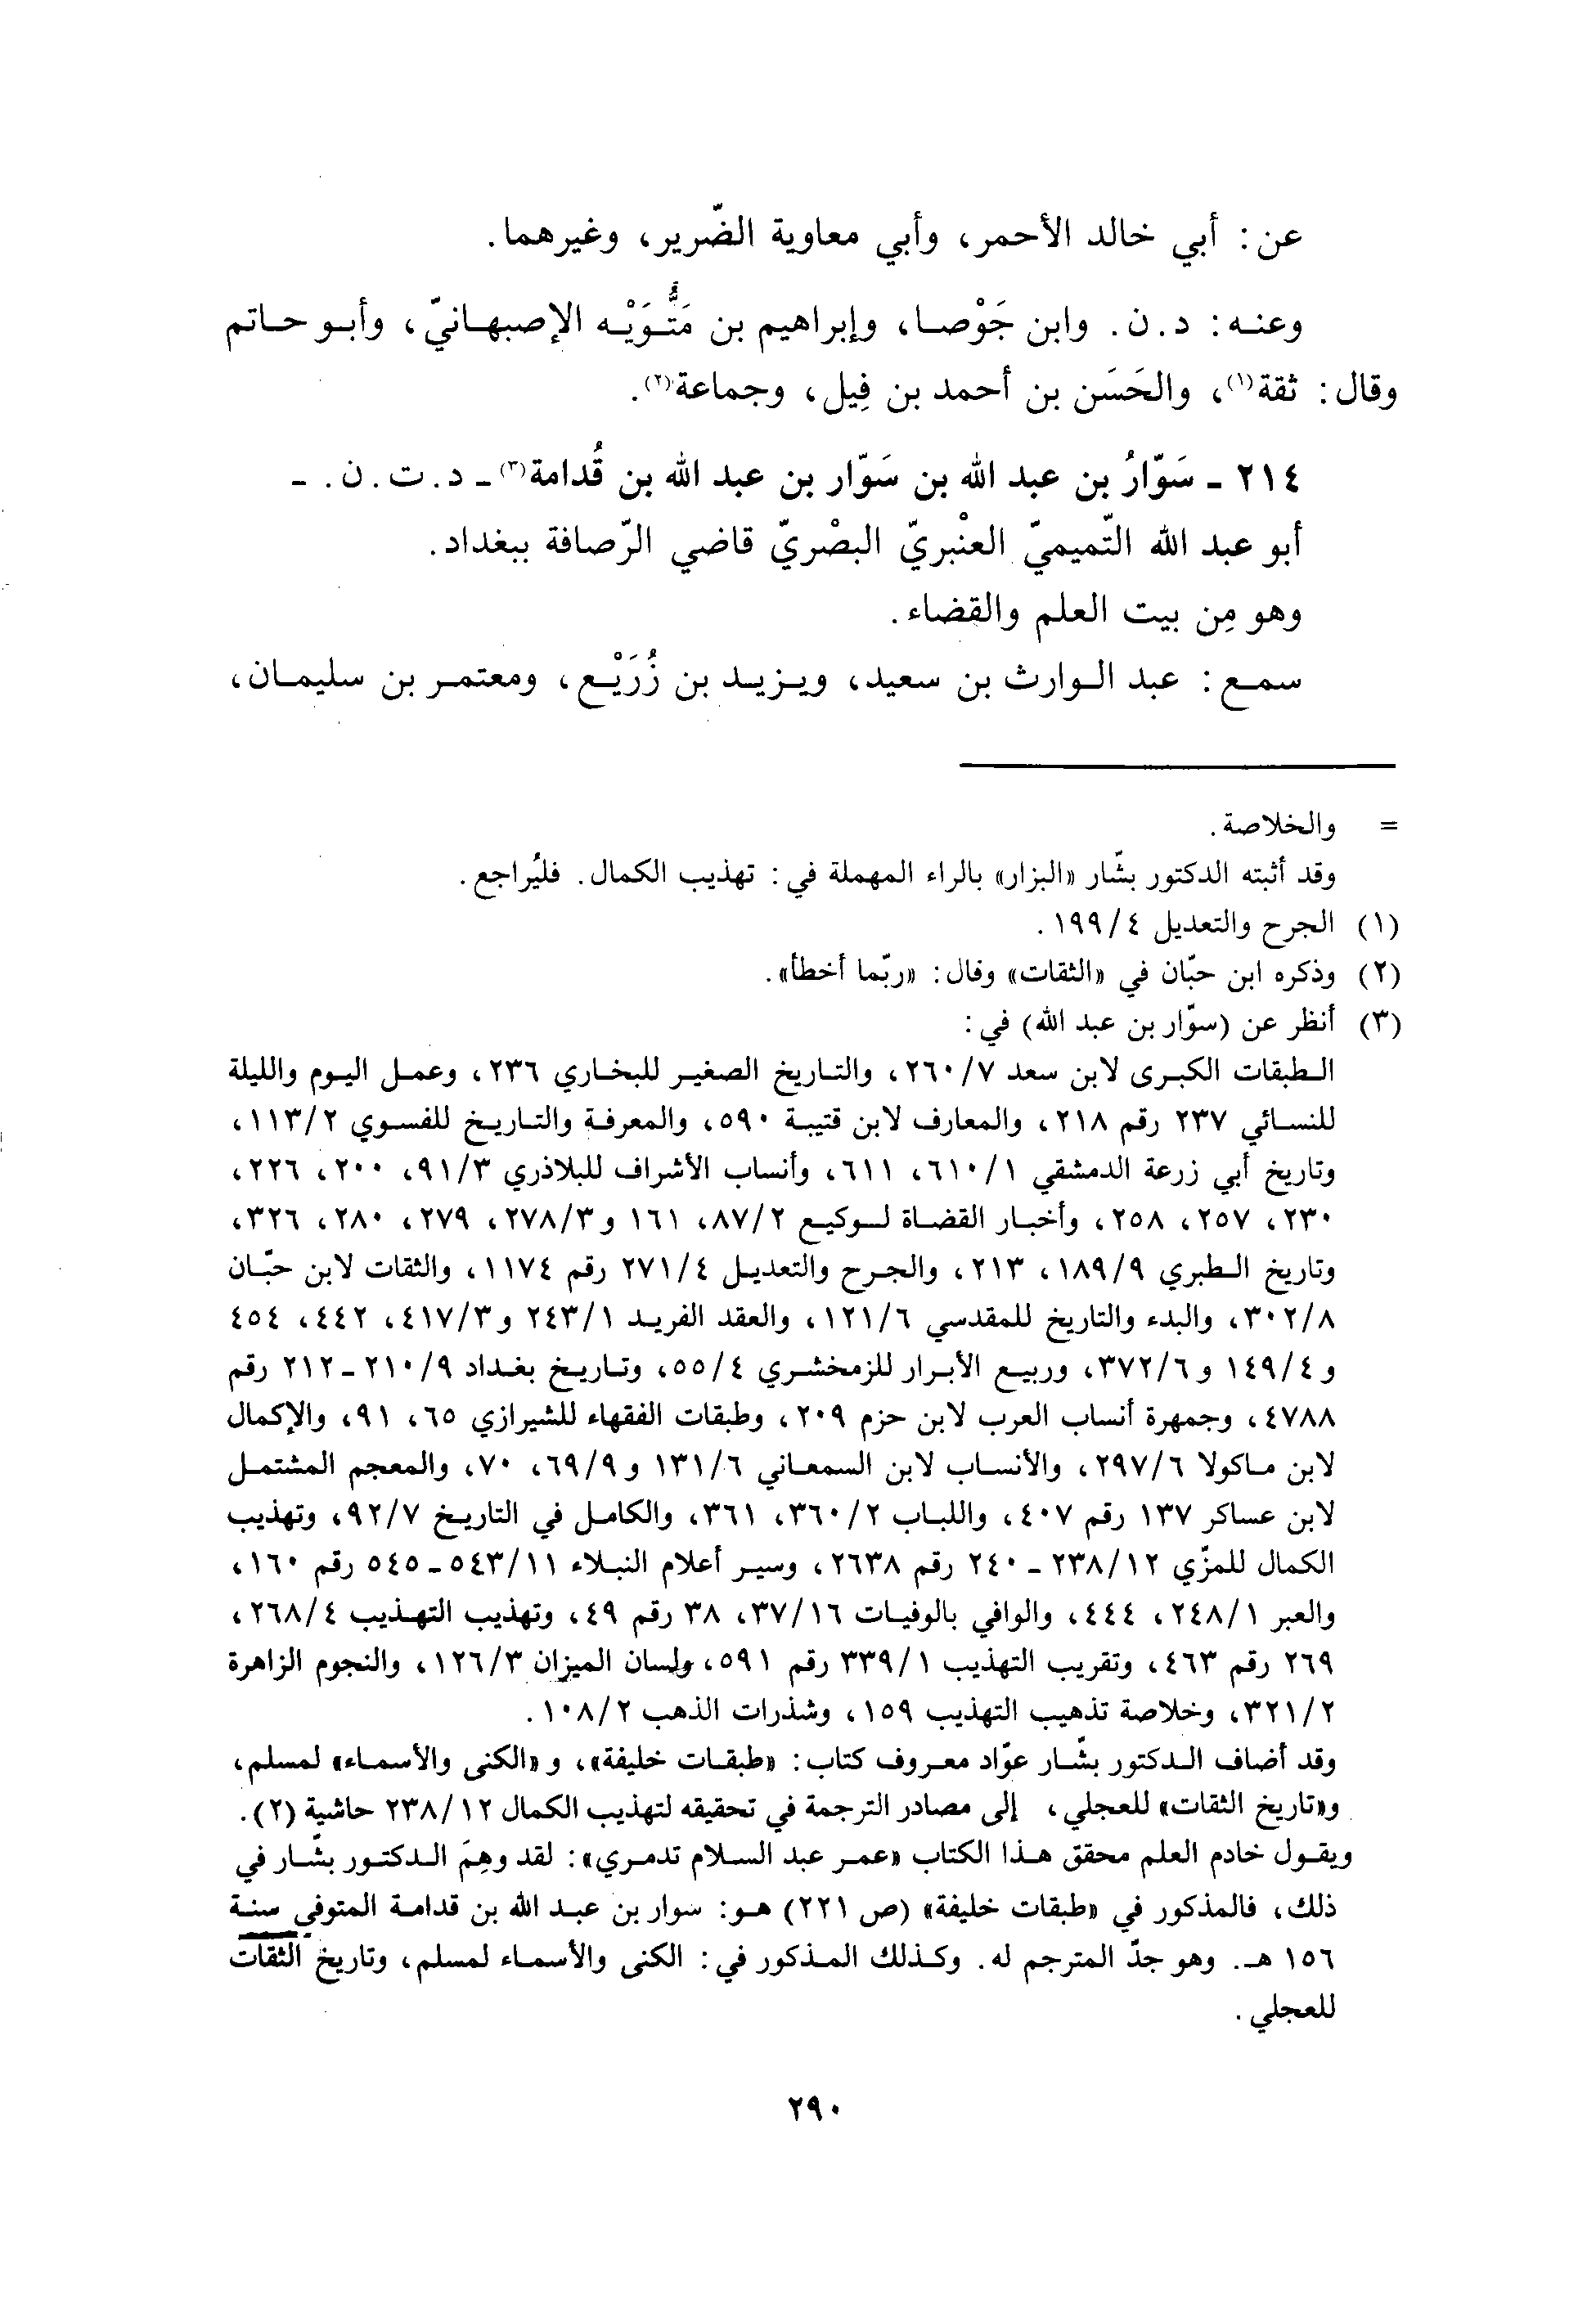 عن: أبي خالد الأحمر، وأبي معاوية الضّرير، وغيرهما.
وعنه: د.ن. وابن جَوْصا، وإبراهيم بن مَتُّوَيْه الإصبهانيّ، وأبو حاتم
وقال: ثقة(١)، والحَسَن بن أحمد بن فِيل، وجماعة(٢).
٢١٤ - سَوّارُ بن عبد الله بن سَوّار بن عبد الله بن قُدامة(٣) - د.ت.ن. -
أبو عبد الله التّميميّ العنْبريّ البصْريّ قاضي الرّصافة ببغداد.
وهو مِن بيت العلم والقضاء.
سمع: عبد الوارث بن سعيد، ويزيد بن زُرَيْع، ومعتمر بن سليمان،
= والخلاصة.
وقد أثبته الدكتور بشّار «البزار» بالراء المهملة في: تهذيب الكمال. فليُراجع.
(١) الجرح والتعديل ٤/١٩٩.
(٢) وذكره ابن حبّان في «الثقات» وقال: «ربّما أخطأ».
(٣) أنظر عن (سوّار بن عبد الله) في:
الطبقات الكبرى لابن سعد ٧/٢٦٠، والتاريخ الصغير للبخاري ٢٣٦، وعمل اليوم والليلة
للنسائي ٢٣٧ رقم ٢١٨، والمعارف لابن قتيبة ٥٩٠، والمعرفة والتاريخ للفسوي ٢/١١٣،
وتاريخ أبي زرعة الدمشقي ١/٦١٠، ٦١١، وأنساب الأشراف للبلاذري ٣/٩١، ٢٠٠، ٢٢٦،
٢٣٠، ٢٥٧، ٢٥٨، وأخبار القضاة لوكيع ٢/٨٧، ١٦١ و٣/٢٧٨، ٢٧٩، ٢٨٠، ٣٢٦،
وتاريخ الطبري ٩/١٨٩، ٢١٣، والجرح والتعديل ٤/٢٧١ رقم ١١٧٤، والثقات لابن حبّان
٨/٣٠٢، والبدء والتاريخ للمقدسي ٦/١٢١، والعقد الفريد ١/٢٤٣ و٣/٤١٧، ٤٤٢، ٤٥٤
و٤/١٤٩ و٦/٣٧٢، وربيع الأبرار للزمخشري ٤/٥٥، وتاريخ بغداد ٩/٢١٠ - ٢١٢ رقم
٤٧٨٨، وجمهرة أنساب العرب لابن حزم ٢٠٩، وطبقات الفقهاء للشيرازي ٦٥، ٩١، والإكمال
لابن ماكولا ٦/٢٩٧، والأنساب لابن السمعاني ٦/١٣١ و٩/٦٩، ٧٠، والمعجم المشتمل
لابن عساكر ١٣٧ رقم ٤٠٧، واللباب ٢/٣٦٠، ٣٦١، والكامل في التاريخ ٧/٩٢، وتهذيب
الكمال للمزّي ١٢/٢٣٨ - ٢٤٠ رقم ٢٦٣٨، وسير أعلام النبلاء ١١/٥٤٣ - ٥٤٥ رقم ١٦٠،
والعبر ١/٢٤٨، ٤٤٤، والوافي بالوفيات ١٦/٣٧، ٣٨ رقم ٤٩، وتهذيب التهذيب ٤/٢٦٨،
٢٦٩ رقم ٤٦٣، وتقريب التهذيب ١/٣٣٩ رقم ٥٩١، ولسان الميزان ٣/١٢٦، والنجوم الزاهرة
٢/٣٢١، وخلاصة تذهيب التهذيب ١٥٩، وشذرات الذهب ٢/١٠٨.
وقد أضاف الدكتور بشّار عوّاد معروف كتاب: «طبقات خليفة»، و«الكنى والأسماء» لمسلم،
و«تاريخ الثقات» للعجلي، إلى مصادر الترجمة في تحقيقه لتهذيب الكمال ١٢/٢٣٨ حاشية (٢).
ويقول خادم العلم محقق هذا الكتاب «عمر عبد السلام تدمري»: لقد وهِمَ الدكتور بشّار في
ذلك، فالمذكور في «طبقات خليفة» (ص ٢٢١) هو: سوار بن عبد الله بن قدامة المتوفى سنة
١٥٦ هـ. وهو جدّ المترجم له. وكذلك المذكور في: الكنى والأسماء لمسلم، وتاريخ الثقات
للعجلي.
٢٩٠